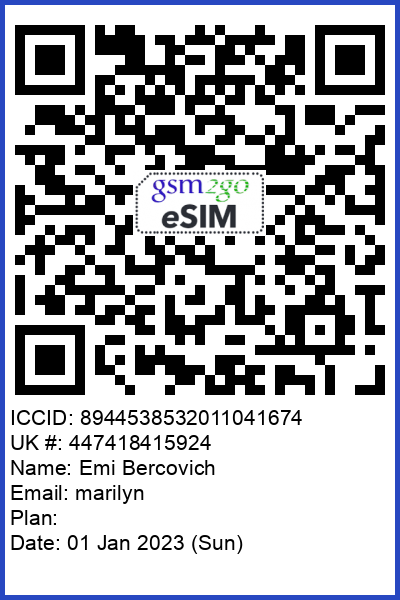 gsm2go
eSIM
ICCID: 8944538532011041674
UK #: 447418415924
Name: Emi Bercovich
Email: marilyn
Plan:
Date: 01 Jan 2023 (Sun)